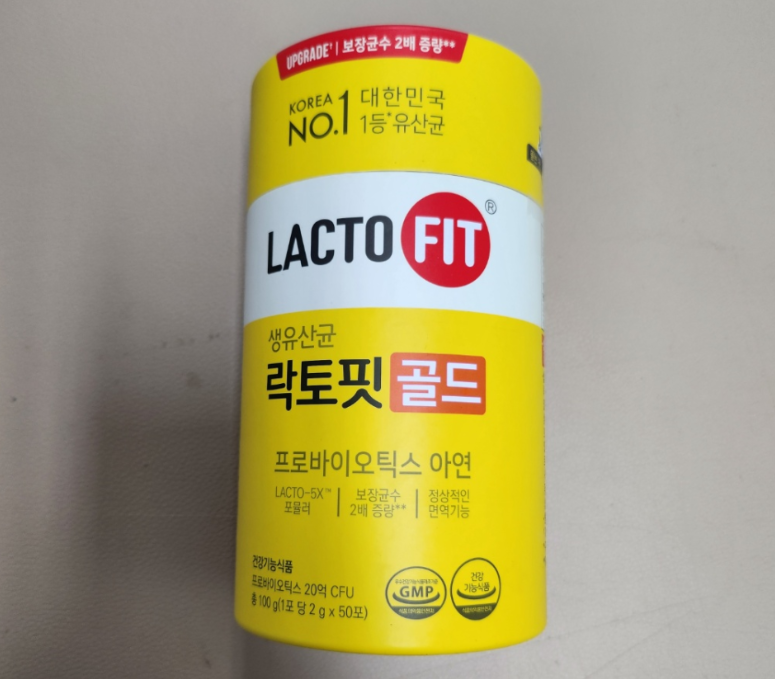 UPGRADE† | 보장균수 2배 증량**
KOREA NO.1 대한민국 1등* 유산균
LACTO FIT®
생유산균
락토핏 골드
프로바이오틱스 아연
LACTO-5X™ 포뮬러 | 보장균수 2배 증량** | 정상적인 면역기능
건강기능식품
프로바이오틱스 20억 CFU
총 100 g(1포 당 2 g x 50포)
GMP
건강
기능식품